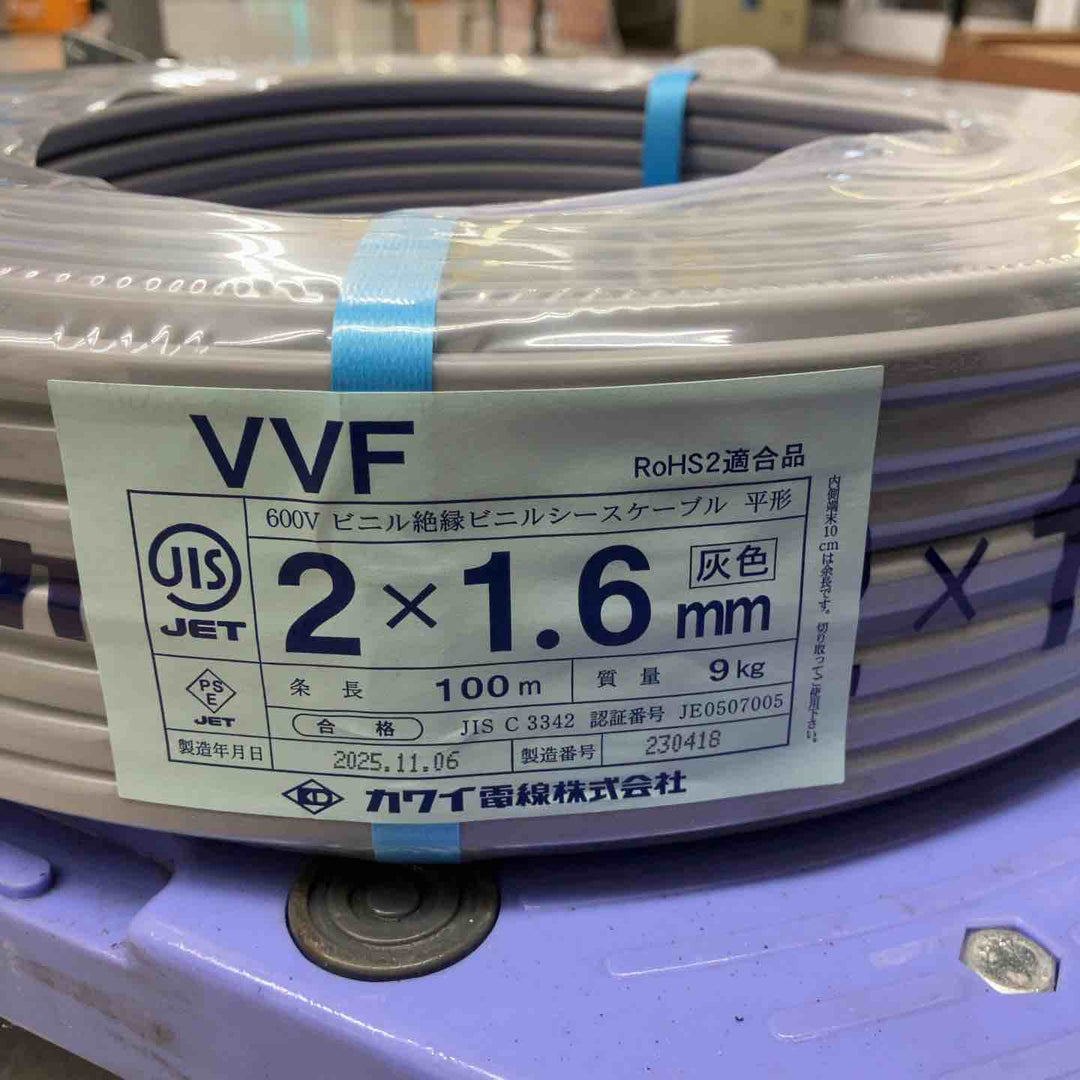 VVF
RoHS2適合品
600V ビニル絶縁ビニルシースケーブル 平形
JIS
JET
2×1.6mm
灰色
PS
E
JET
条長 100m
質量 9kg
合格 JIS C 3342 認証番号 JE0507005
製造年月日 2025.11.06
製造番号 230418
カワイ電線株式会社
内側端末10cmは余長です。切り取ってご使用下さい。
×